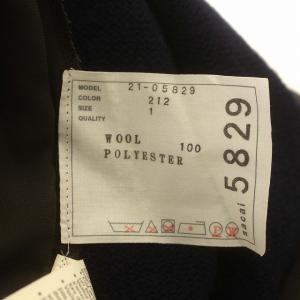 MODEL 21-05829
COLOR 212
SIZE 1
QUALITY
WOOL 100
POLYESTER
sacai 5829